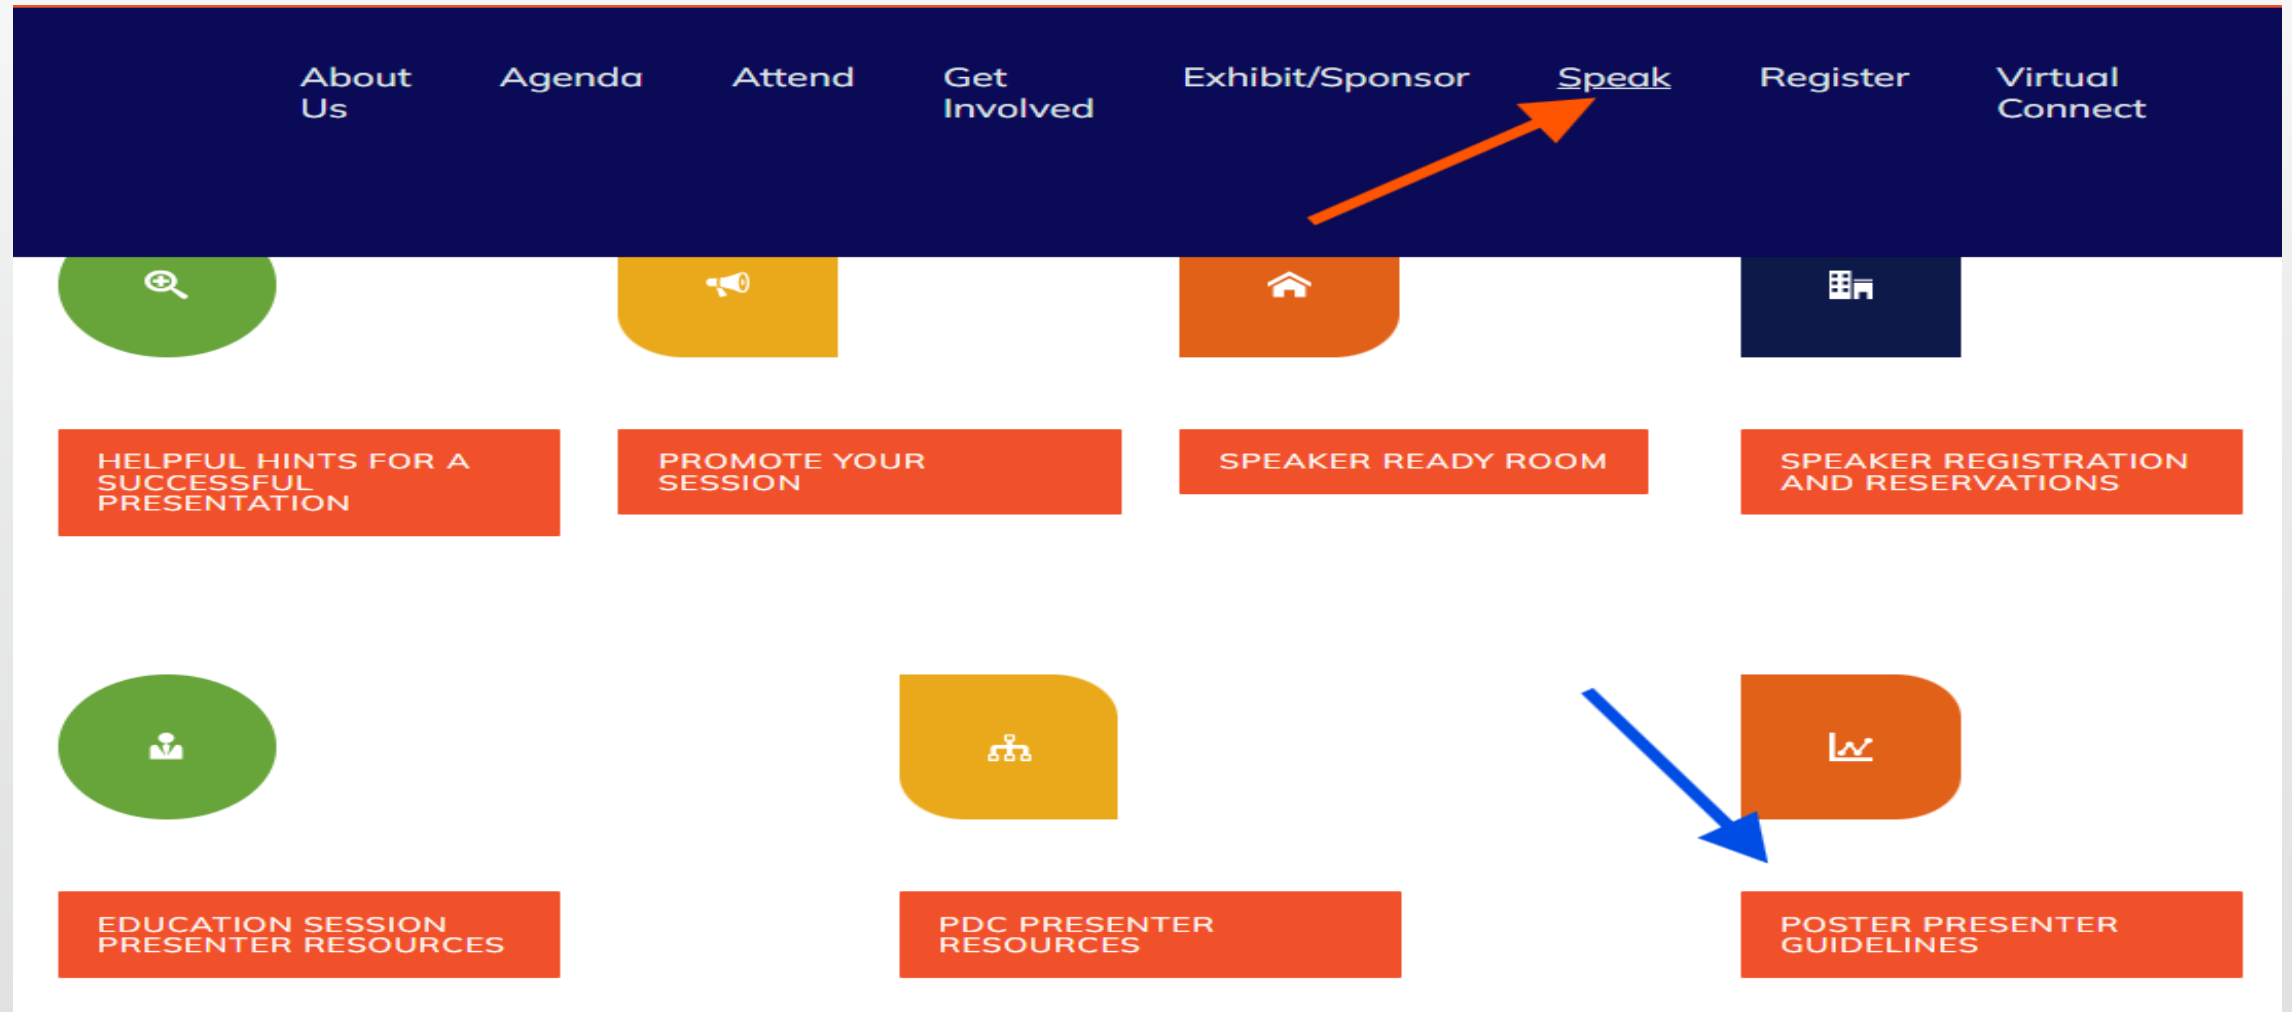 About Us
Agenda
Attend
Get Involved
Exhibit/Sponsor
Speak
Register
Virtual Connect
HELPFUL HINTS FOR A
SUCCESSFUL
PRESENTATION
PROMOTE YOUR
SESSION
SPEAKER READY ROOM
SPEAKER REGISTRATION
AND RESERVATIONS
EDUCATION SESSION
PRESENTER RESOURCES
PDC PRESENTER
RESOURCES
POSTER PRESENTER
GUIDELINES